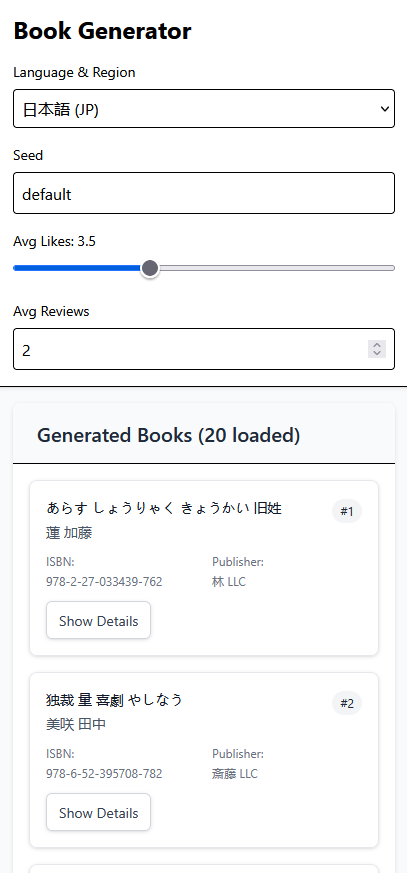 Book Generator
Language & Region
日本語 (JP)
Seed
default
Avg Likes: 3.5
Avg Reviews
2
Generated Books (20 loaded)
あらす しょうりゃく きょうかい 旧姓
#1
蓮 加藤
ISBN:
Publisher:
978-2-27-033439-762
林 LLC
Show Details
独裁 量 喜劇 やしなう
#2
美咲 田中
ISBN:
Publisher:
978-6-52-395708-782
斎藤 LLC
Show Details